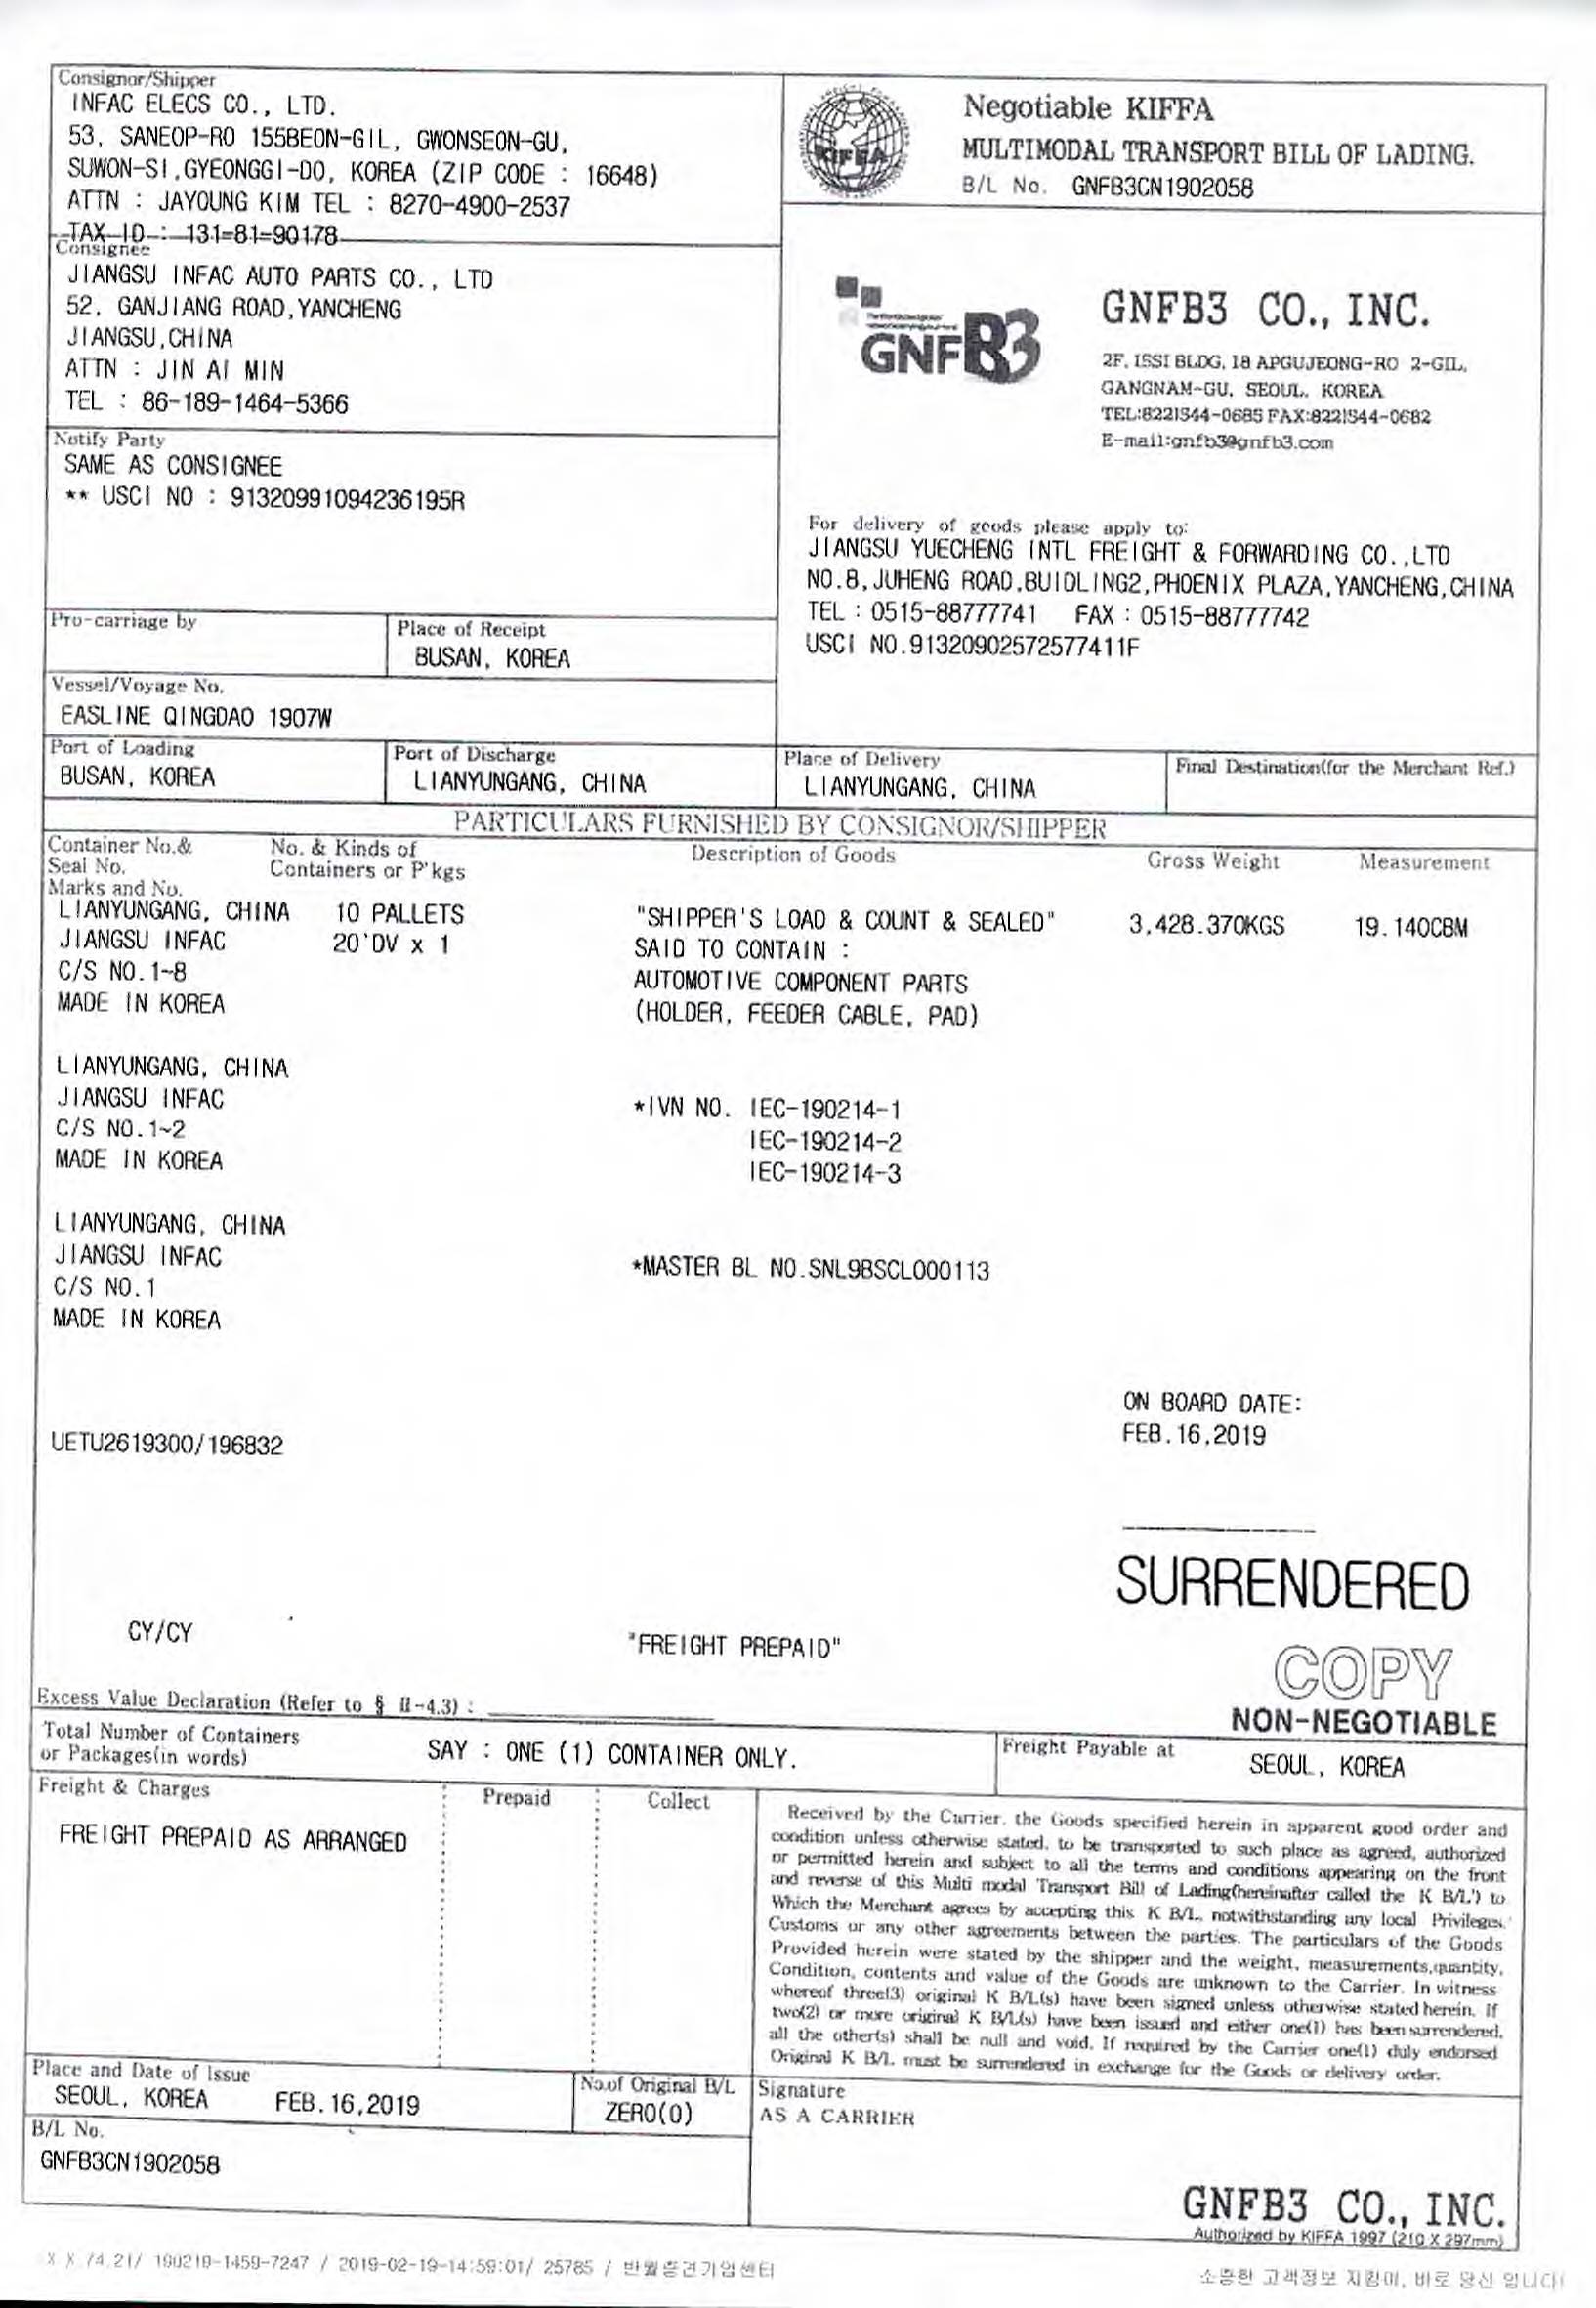 Consignor/Shipper
INFAC ELECS CO., LTD.
53, SANEOP-RO 155BEON-GIL, GWONSEON-GU,
SUWON-SI,GYEONGGI-DO, KOREA (ZIP CODE : 16648)
ATTN : JAYOUNG KIM TEL : 8270-4900-2537
TAX ID : 131-81-90178
Negotiable KIFFA
MULTIMODAL TRANSPORT BILL OF LADING.
B/L No. GNFB3CN1902058
KIFFA
Consignee
JIANGSU INFAC AUTO PARTS CO., LTD
52, GANJIANG ROAD,YANCHENG
JIANGSU,CHINA
ATTN : JIN AI MIN
TEL : 86-189-1464-5366
GNFB3
GNFB3 CO., INC.
2F, ISSI BLDG, 18 APGUJEONG-RO 2-GIL,
GANGNAM-GU, SEOUL, KOREA
TEL:8221544-0685 FAX:8221544-0682
E-mail:gnfb3@gnfb3.com
Notify Party
SAME AS CONSIGNEE
** USCI NO : 91320991094236195R
For delivery of goods please apply to:
JIANGSU YUECHENG INTL FREIGHT & FORWARDING CO.,LTD
NO.8,JUHENG ROAD,BUIDLING2,PHOENIX PLAZA,YANCHENG,CHINA
TEL : 0515-88777741 FAX : 0515-88777742
USCI NO.91320902572577411F
Pro-carriage by
Place of Receipt
BUSAN, KOREA
Vessel/Voyage No.
EASLINE QINGDAO 1907W
Port of Loading
BUSAN, KOREA
Port of Discharge
LIANYUNGANG, CHINA
Place of Delivery
LIANYUNGANG, CHINA
Final Destination(for the Merchant Ref.)
PARTICULARS FURNISHED BY CONSIGNOR/SHIPPER
Container No.& No. & Kinds of Description of Goods Gross Weight Measurement
Seal No. Containers or P'kgs
Marks and No.
LIANYUNGANG, CHINA 10 PALLETS "SHIPPER'S LOAD & COUNT & SEALED" 3,428.370KGS 19.140CBM
JIANGSU INFAC 20'DV x 1 SAID TO CONTAIN :
C/S NO.1~8 AUTOMOTIVE COMPONENT PARTS
MADE IN KOREA (HOLDER, FEEDER CABLE, PAD)
LIANYUNGANG, CHINA
JIANGSU INFAC *IVN NO. IEC-190214-1
C/S NO.1~2 IEC-190214-2
MADE IN KOREA IEC-190214-3
LIANYUNGANG, CHINA
JIANGSU INFAC *MASTER BL NO.SNL9BSCL000113
C/S NO.1
MADE IN KOREA
ON BOARD DATE:
FEB.16,2019
UETU2619300/196832
SURRENDERED
CY/CY "FREIGHT PREPAID"
COPY
NON-NEGOTIABLE
Excess Value Declaration (Refer to § II-4.3) :
Total Number of Containers
or Packages(in words) SAY : ONE (1) CONTAINER ONLY.
Freight Payable at SEOUL, KOREA
Freight & Charges Prepaid Collect
FREIGHT PREPAID AS ARRANGED
Received by the Carrier, the Goods specified herein in apparent good order and
condition unless otherwise stated, to be transported to such place as agreed, authorized
or permitted herein and subject to all the terms and conditions appearing on the front
and reverse of this Multi modal Transport Bill of Lading(hereinafter called the K B/L') to
Which the Merchant agrees by accepting this K B/L, notwithstanding any local Privileges,
Customs or any other agreements between the parties. The particulars of the Goods
Provided herein were stated by the shipper and the weight, measurements,quantity,
Condition, contents and value of the Goods are unknown to the Carrier. In witness
whereof three(3) original K B/L(s) have been signed unless otherwise stated herein. If
two(2) or more original K B/L(s) have been issued and either one(1) has been surrendered,
all the other(s) shall be null and void. If required by the Carrier one(1) duly endorsed
Original K B/L must be surrendered in exchange for the Goods or delivery order.
Place and Date of Issue
SEOUL, KOREA FEB.16,2019
No.of Original B/L
ZERO(0)
Signature
AS A CARRIER
B/L No.
GNFB3CN1902058
GNFB3 CO., INC.
Authorized by KIFFA 1997 (210 X 297mm)
X X 74.21/ 190219-1459-7247 / 2019-02-19-14:59:01/ 25785 / 반월중견기업센터
소중한 고객정보 지킴이, 바로 당신 입니다!